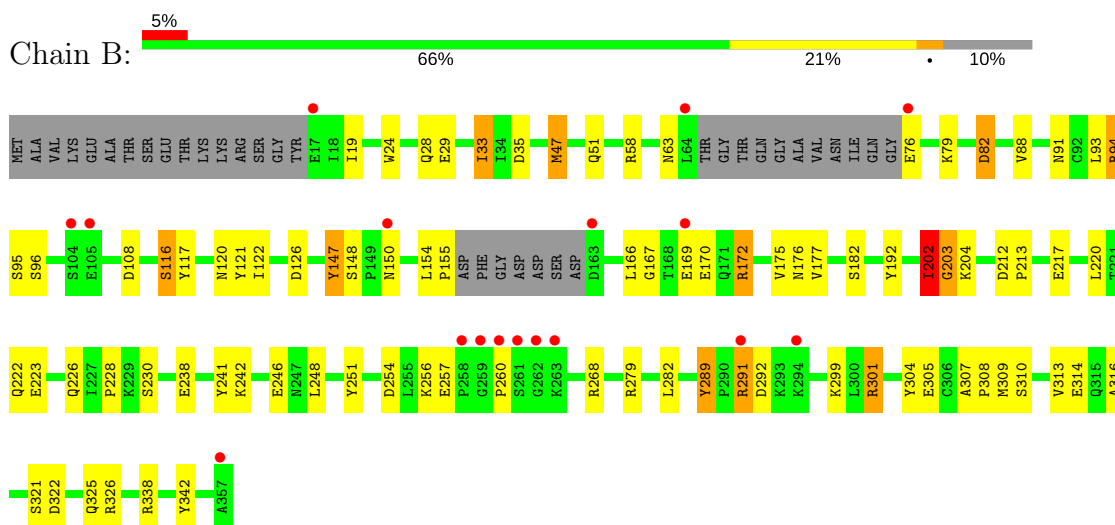 5%
Chain B:
66% 21% • 10%
MET ALA VAL LYS GLU ALA THR SER GLU THR LYS LYS ARG SER GLY TYR E17 I18 I19 W24 Q28 E29 I33 I34 D35 M47 Q51 R58 N63 L64 THR GLY THR GLN GLY ALA VAL ASN ILE GLN GLY E76 K79 D82 V88 N91 C92 L93 R94
S95 S96 S104 E105 D108 S116 Y117 N120 Y121 I122 D126 Y147 S148 P149 N150 L154 P155 ASP PHE GLY ASP ASP SER ASP D163 L166 G167 T168 E169 E170 Q171 R172 V175 N176 V177 S182 Y192 I202 G203 K204 D212 P213 E217 L220 T221
Q222 E223 Q226 I227 P228 K229 S230 E238 Y241 K242 E246 N247 L248 Y251 D254 L255 K256 E257 P258 G259 P260 S261 G262 K263 R268 R279 L282 Y289 P290 R291 D292 K293 K294 K299 L300 R301 Y304 E305 C306 A307 P308 M309 S310 V313 E314 Q315 A316
S321 D322 Q325 R326 R338 Y342 A357